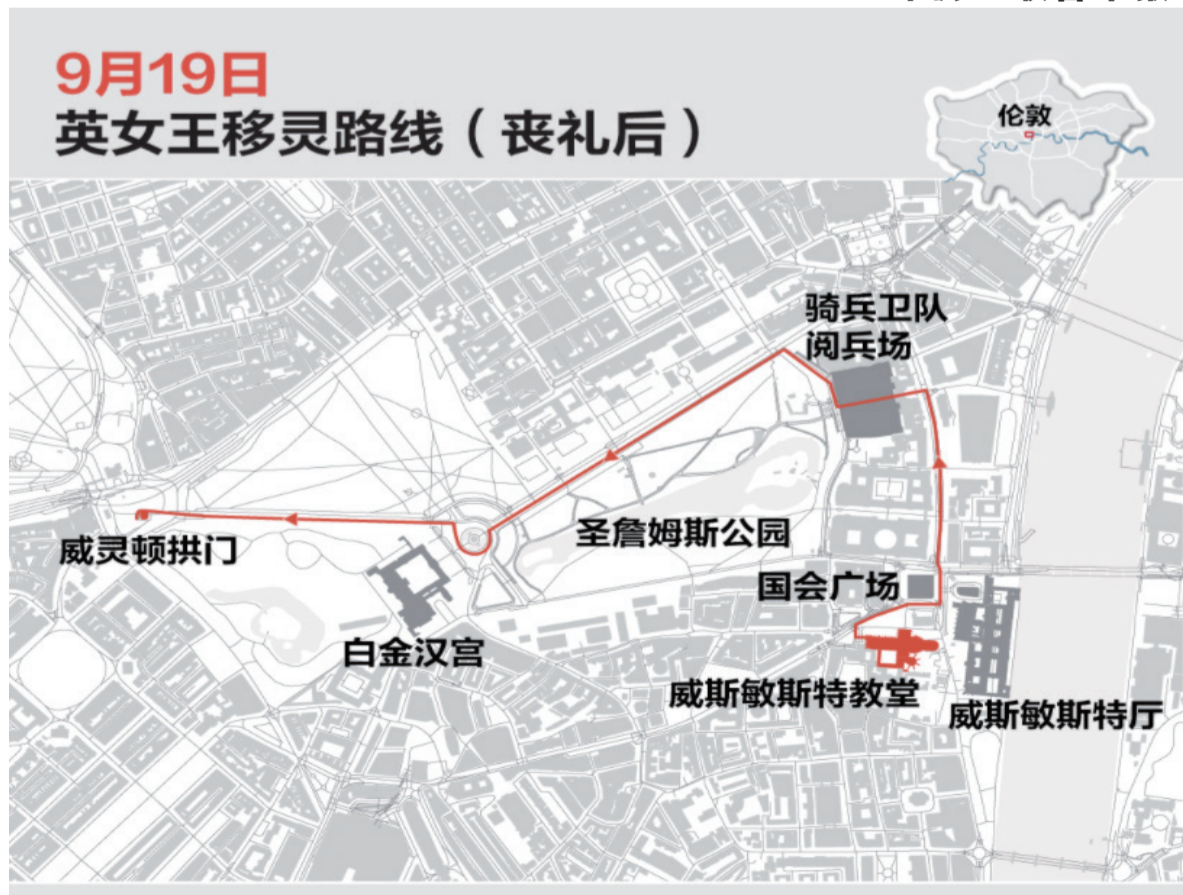 9月19日
英女王移灵路线（丧礼后）
伦敦
骑兵卫队
阅兵场
圣詹姆斯公园
威灵顿拱门
国会广场
白金汉宫
威斯敏斯特教堂
威斯敏斯特厅